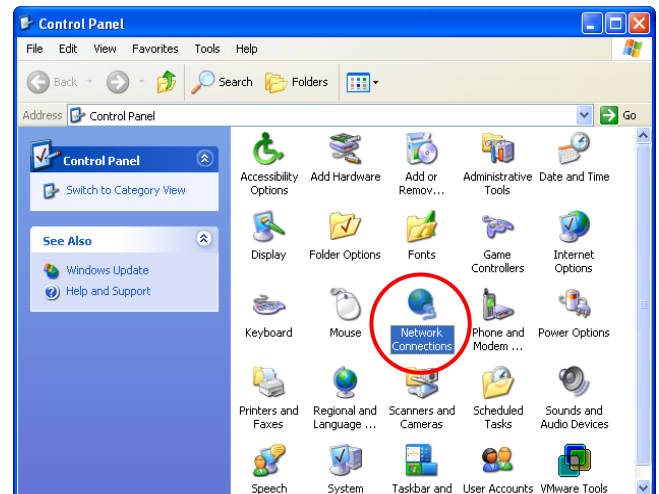 Control Panel
File Edit View Favorites Tools Help
Back Search Folders
Address Control Panel Go
Control Panel
Switch to Category View
See Also
Windows Update
Help and Support
Accessibility Options
Add Hardware
Add or Remov...
Administrative Tools
Date and Time
Display
Folder Options
Fonts
Game Controllers
Internet Options
Keyboard
Mouse
Network Connections
Phone and Modem ...
Power Options
Printers and Faxes
Regional and Language ...
Scanners and Cameras
Scheduled Tasks
Sounds and Audio Devices
Speech
System
Taskbar and
User Accounts
VMware Tools